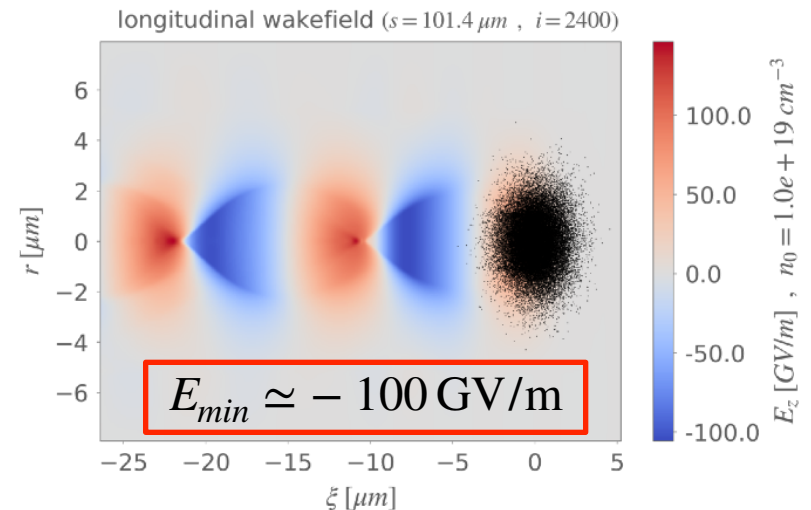 longitudinal wakefield (s = 101.4 μm , i = 2400)
r [μm]
6
4
2
0
−2
−4
−6
E_min ≃ − 100 GV/m
−25 −20 −15 −10 −5 0 5
ξ [μm]
100.0
50.0
0.0
-50.0
-100.0
E_z [GV/m] , n_0 = 1.0e + 19 cm^{−3}